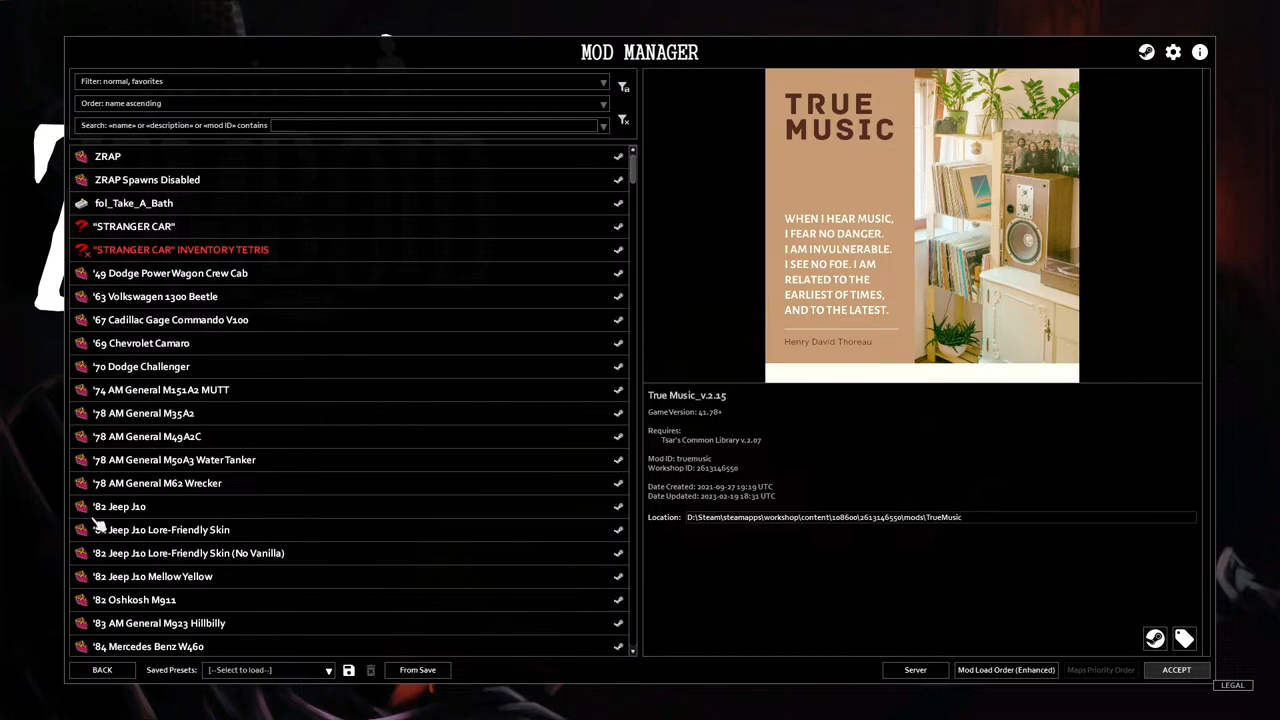 MOD MANAGER
Filter: normal, favorites
Order: name ascending
Search: «name» or «description» or «mod ID» contains
ZRAP
ZRAP Spawns Disabled
fol_Take_A_Bath
"STRANGER CAR"
"STRANGER CAR" INVENTORY TETRIS
'49 Dodge Power Wagon Crew Cab
'63 Volkswagen 1300 Beetle
'67 Cadillac Gage Commando V100
'69 Chevrolet Camaro
'70 Dodge Challenger
'74 AM General M151A2 MUTT
'78 AM General M35A2
'78 AM General M49A2C
'78 AM General M50A3 Water Tanker
'78 AM General M62 Wrecker
'82 Jeep J10
Jeep J10 Lore-Friendly Skin
'82 Jeep J10 Lore-Friendly Skin (No Vanilla)
'82 Jeep J10 Mellow Yellow
'82 Oshkosh M911
'83 AM General M923 Hillbilly
'84 Mercedes Benz W460
BACK
Saved Presets:
[--Select to load--]
From Save
TRUE
MUSIC
WHEN I HEAR MUSIC,
I FEAR NO DANGER.
I AM INVULNERABLE.
I SEE NO FOE. I AM
RELATED TO THE
EARLIEST OF TIMES,
AND TO THE LATEST.
Henry David Thoreau
True Music_v.2.15
Game Version: 41.78+
Requires:
Tsar's Common Library v.2.07
Mod ID: truemusic
Workshop ID: 2613146550
Date Created: 2021-09-27 19:19 UTC
Date Updated: 2023-02-19 18:31 UTC
Location: D:\Steam\steamapps\workshop\content\108600\2613146550\mods\TrueMusic
Server
Mod Load Order (Enhanced)
Maps Priority Order
ACCEPT
LEGAL